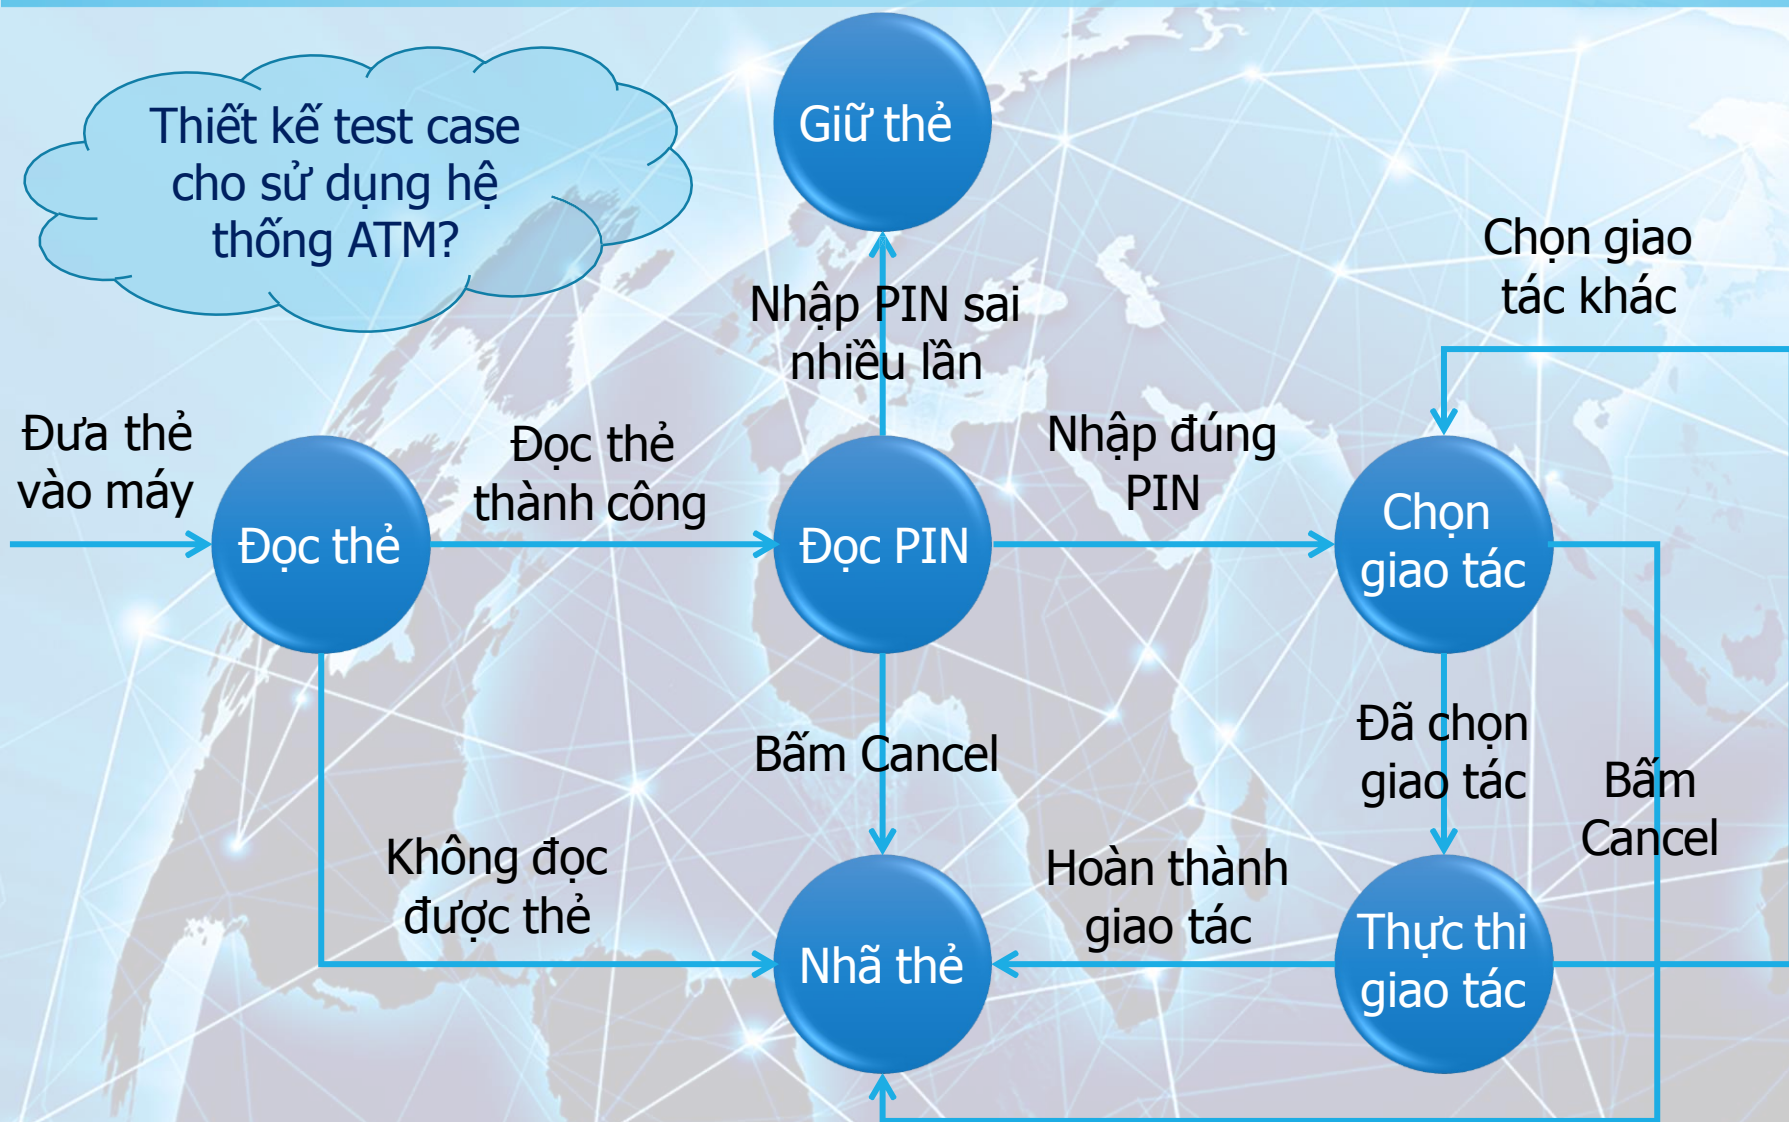 Thiết kế test case
cho sử dụng hệ
thống ATM?
Giữ thẻ
Nhập PIN sai
nhiều lần
Chọn giao
tác khác
Đưa thẻ
vào máy
Đọc thẻ
Đọc thẻ
thành công
Đọc PIN
Nhập đúng
PIN
Chọn
giao tác
Bấm Cancel
Đã chọn
giao tác
Bấm
Cancel
Không đọc
được thẻ
Nhã thẻ
Hoàn thành
giao tác
Thực thi
giao tác